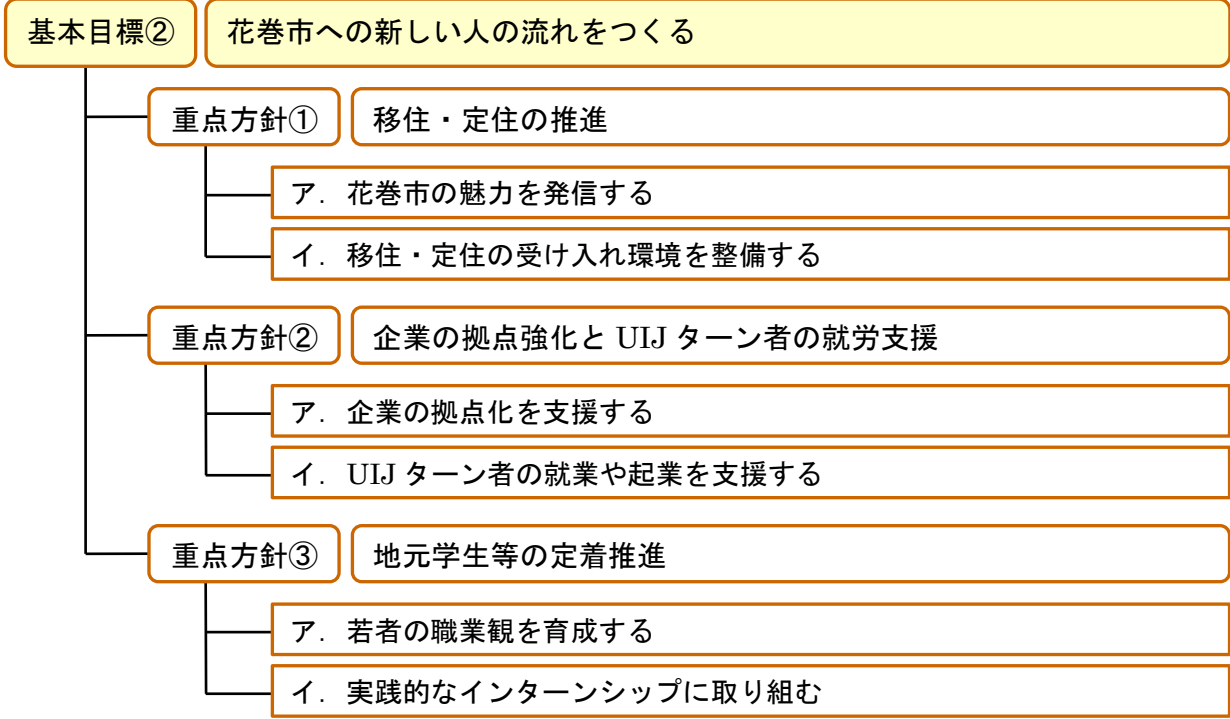 基本目標② 花巻市への新しい人の流れをつくる
重点方針① 移住・定住の推進
ア．花巻市の魅力を発信する
イ．移住・定住の受け入れ環境を整備する
重点方針② 企業の拠点強化と UIJ ターン者の就労支援
ア．企業の拠点化を支援する
イ．UIJ ターン者の就業や起業を支援する
重点方針③ 地元学生等の定着推進
ア．若者の職業観を育成する
イ．実践的なインターンシップに取り組む